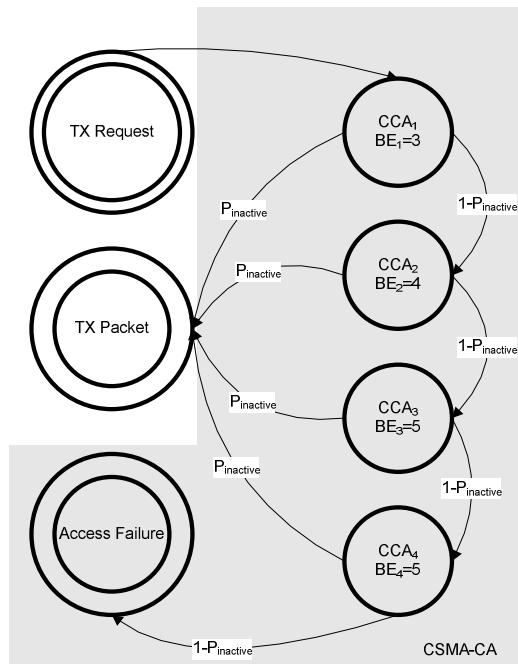 TX Request
CCA₁
BE₁=3
Pinactive
1-Pinactive
CCA₂
BE₂=4
Pinactive
TX Packet
1-Pinactive
CCA₃
BE₃=5
Pinactive
Pinactive
1-Pinactive
Access Failure
CCA₄
BE₄=5
1-Pinactive
CSMA-CA